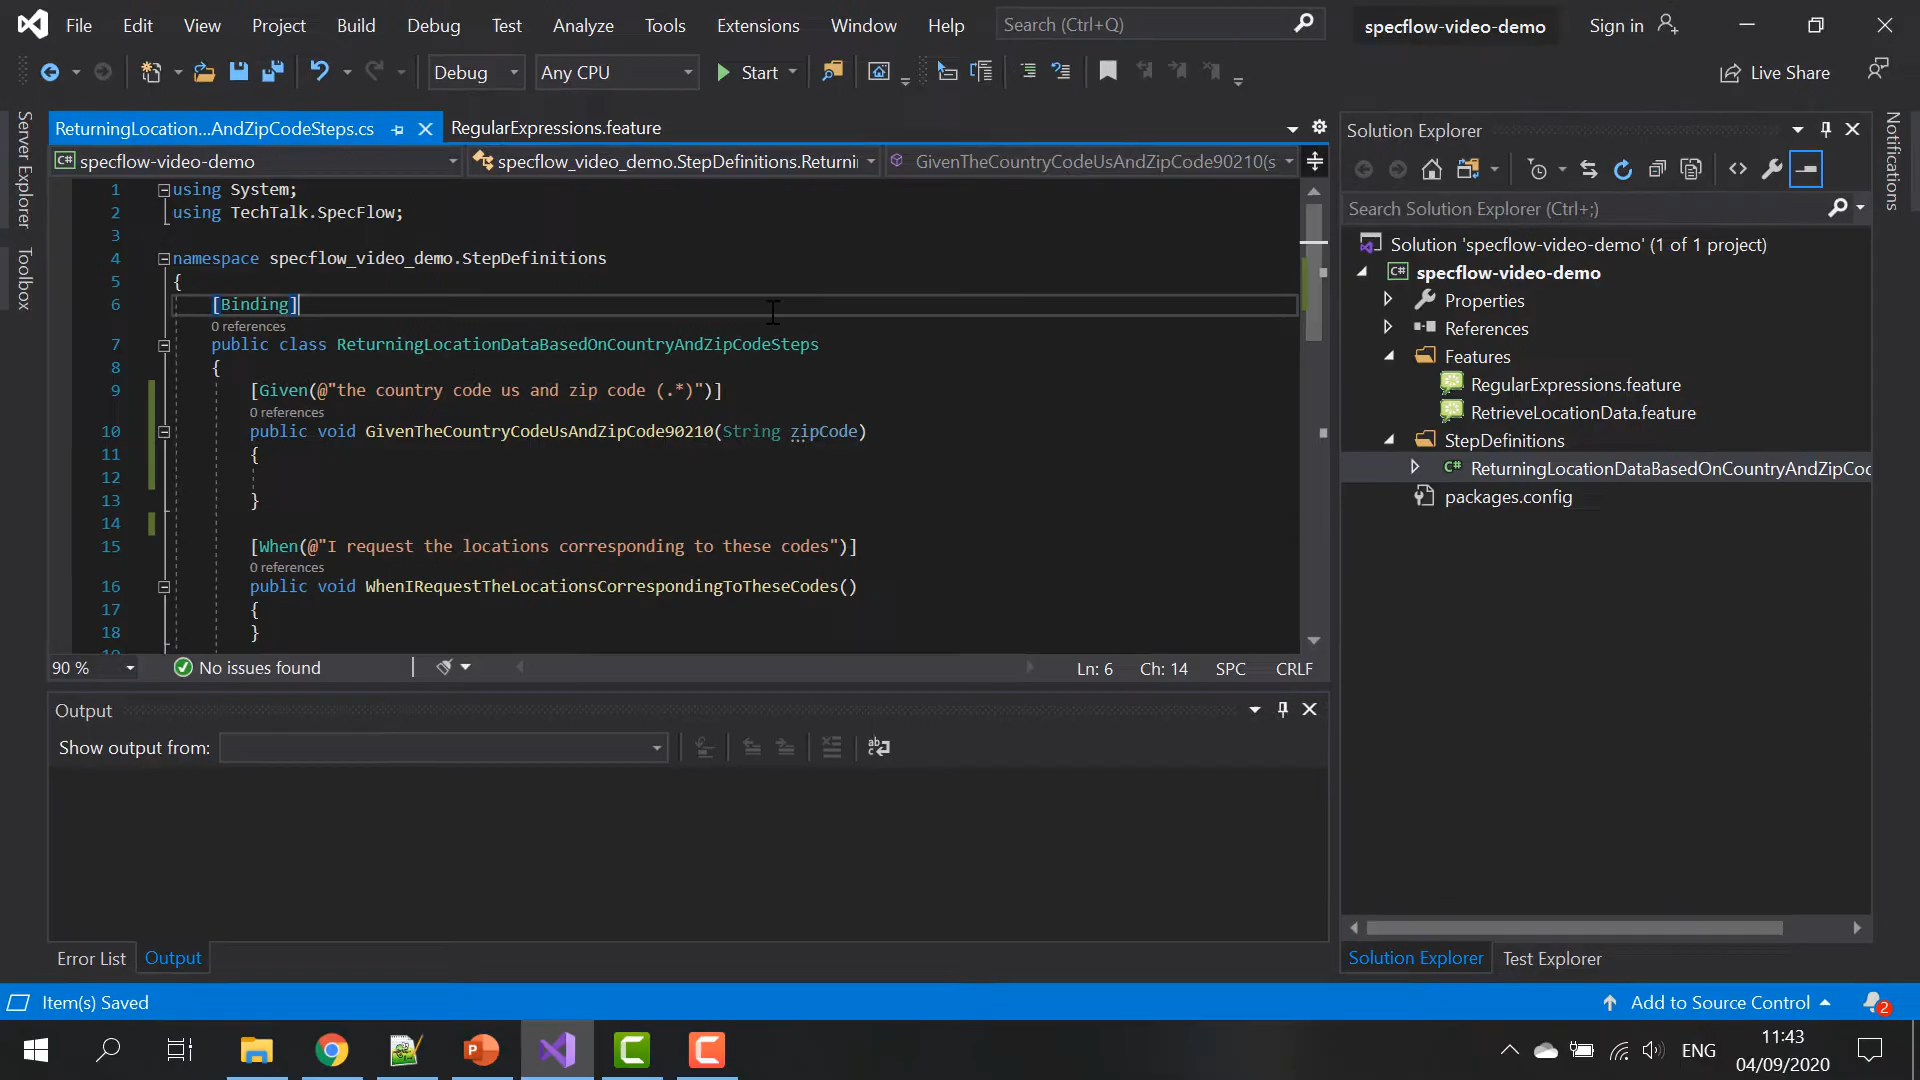 File Edit View Project Build Debug Test Analyze Tools Extensions Window Help Search (Ctrl+Q) specflow-video-demo Sign in
Debug Any CPU Start Live Share
Server Explorer
Toolbox
ReturningLocation...AndZipCodeSteps.cs RegularExpressions.feature
C# specflow-video-demo specflow_video_demo.StepDefinitions.Returni GivenTheCountryCodeUsAndZipCode90210(s
1 using System;
2 using TechTalk.SpecFlow;
3
4 namespace specflow_video_demo.StepDefinitions
5 {
6 [Binding]
0 references
7 public class ReturningLocationDataBasedOnCountryAndZipCodeSteps
8 {
9 [Given(@"the country code us and zip code (.*)")]
0 references
10 public void GivenTheCountryCodeUsAndZipCode90210(String zipCode)
11 {
12
13 }
14
15 [When(@"I request the locations corresponding to these codes")]
0 references
16 public void WhenIRequestTheLocationsCorrespondingToTheseCodes()
17 {
18 }
90 % No issues found Ln: 6 Ch: 14 SPC CRLF
Output
Show output from:
Error List Output
Solution Explorer
Search Solution Explorer (Ctrl+;)
Solution 'specflow-video-demo' (1 of 1 project)
C# specflow-video-demo
Properties
References
Features
RegularExpressions.feature
RetrieveLocationData.feature
StepDefinitions
C# ReturningLocationDataBasedOnCountryAndZipCoc
packages.config
Solution Explorer Test Explorer
Notifications
Item(s) Saved Add to Source Control 2
ENG
11:43
04/09/2020